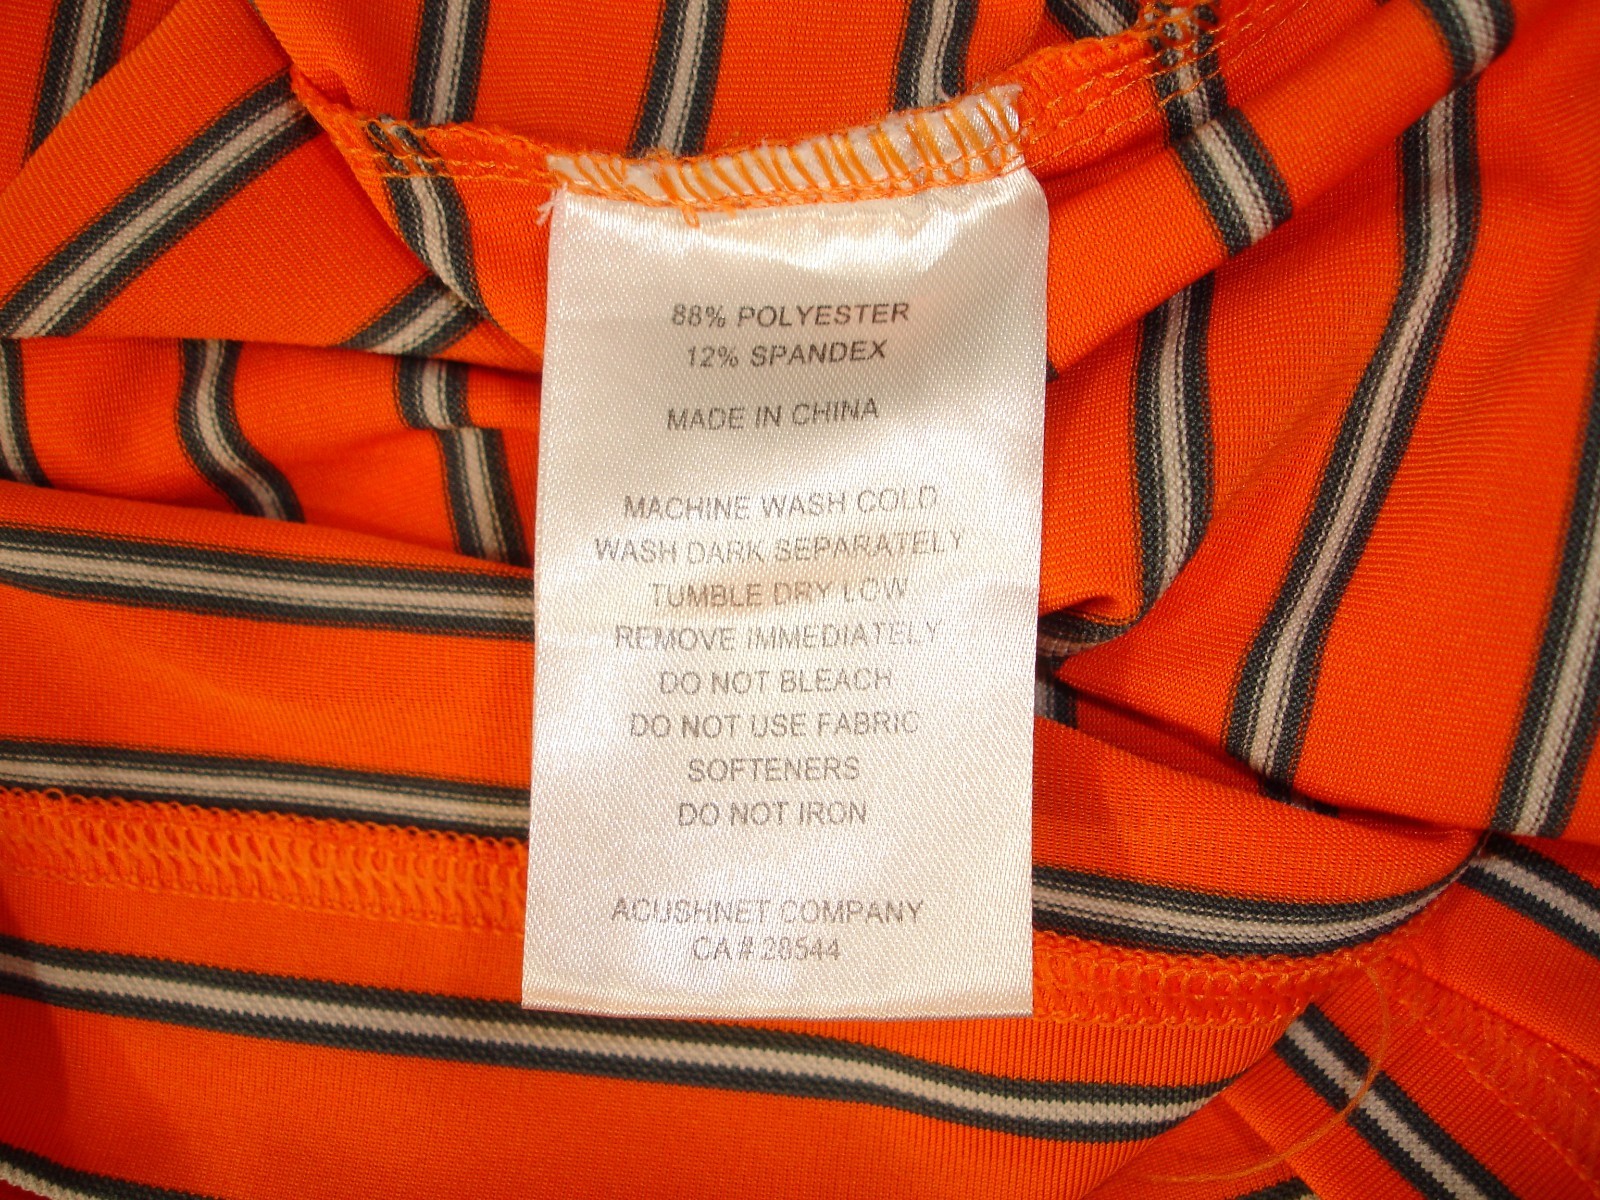 88% POLYESTER
12% SPANDEX
MADE IN CHINA
MACHINE WASH COLD
WASH DARK SEPARATELY
TUMBLE DRY LOW
REMOVE IMMEDIATELY
DO NOT BLEACH
DO NOT USE FABRIC
SOFTENERS
DO NOT IRON
ACUSHNET COMPANY
CA# 28544